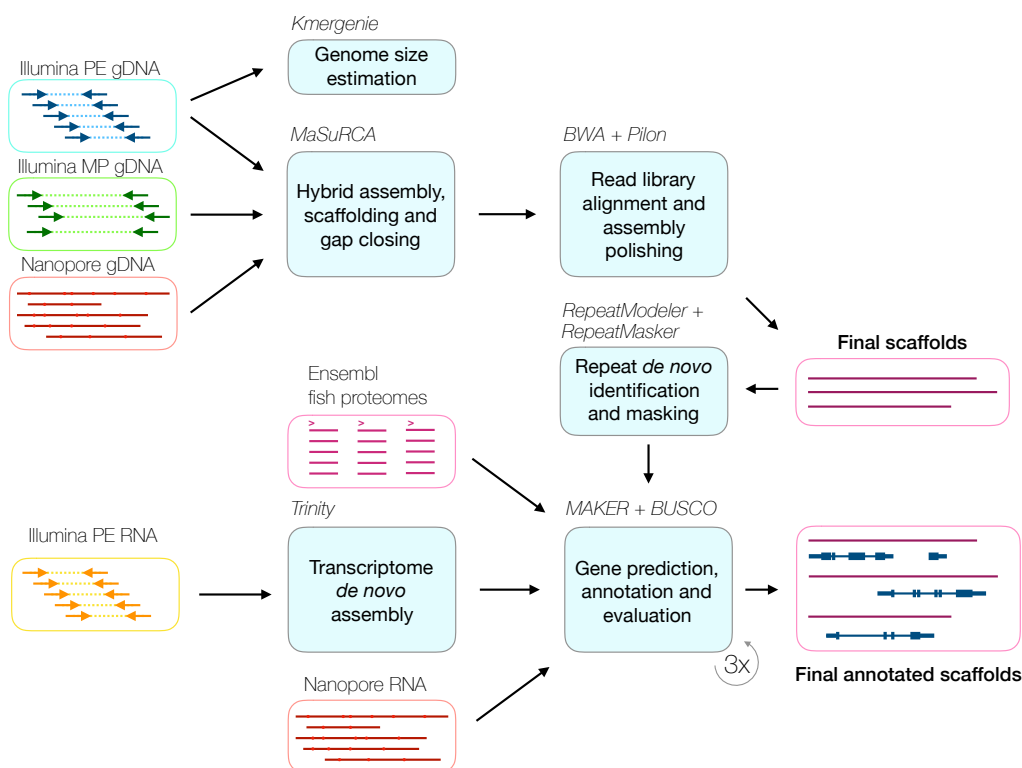 Kmergenie
Genome size
estimation
Illumina PE gDNA
MaSuRCA
Hybrid assembly,
scaffolding and
gap closing
BWA + Pilon
Read library
alignment and
assembly
polishing
Illumina MP gDNA
Nanopore gDNA
RepeatModeler +
RepeatMasker
Repeat de novo
identification
and masking
Final scaffolds
Ensembl
fish proteomes
> > >
Trinity
Transcriptome
de novo
assembly
MAKER + BUSCO
Gene prediction,
annotation and
evaluation
3x
Illumina PE RNA
Nanopore RNA
Final annotated scaffolds